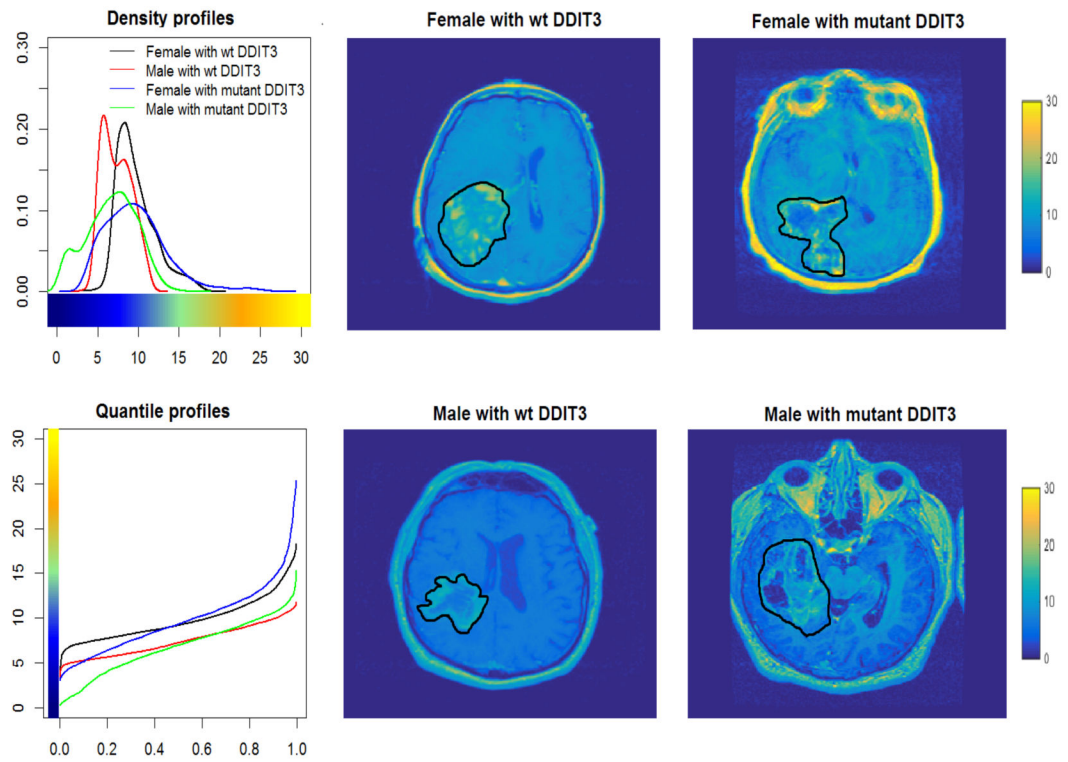 Density profiles
Female with wt DDIT3
Female with mutant DDIT3
0.30
0.20
0.10
0.00
Female with wt DDIT3
Male with wt DDIT3
Female with mutant DDIT3
Male with mutant DDIT3
0 5 10 15 20 25 30
30
20
10
0
Quantile profiles
Male with wt DDIT3
Male with mutant DDIT3
30
25
20
15
10
5
0
0.0 0.2 0.4 0.6 0.8 1.0
30
20
10
0